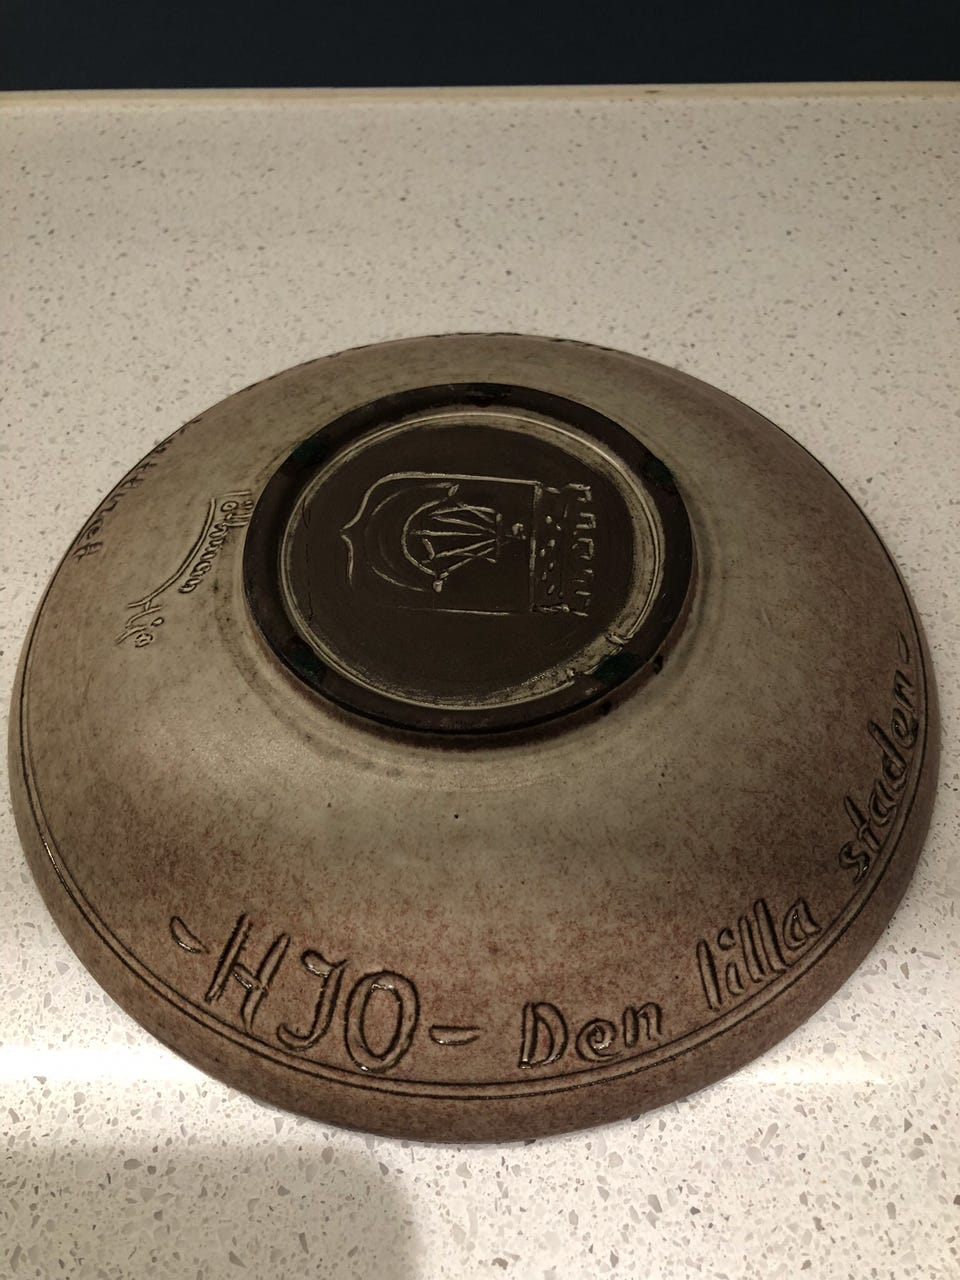 -HJO- Den lilla staden-
Hjo